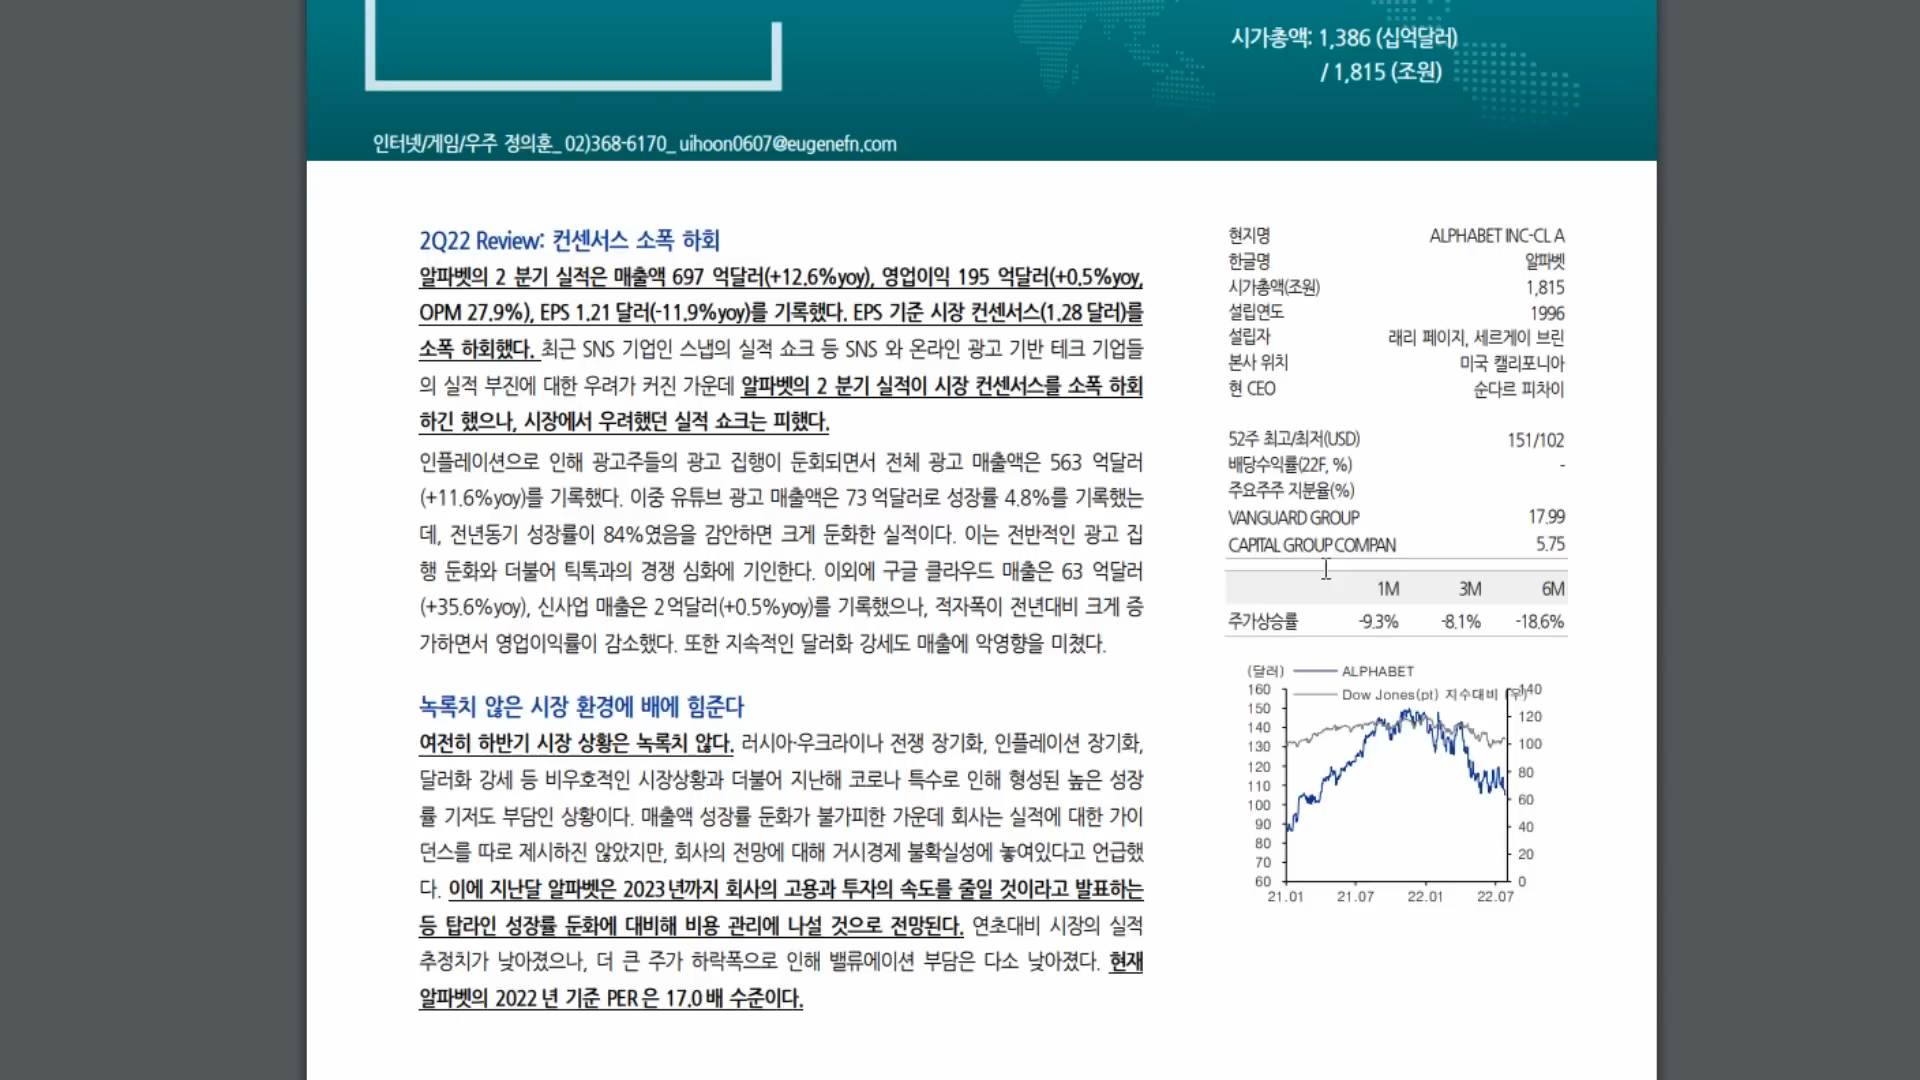 시가총액: 1,386 (십억달러)
/ 1,815 (조원)
인터넷/게임/우주 정의훈_ 02)368-6170_ uihoon0607@eugenefn.com
2Q22 Review: 컨센서스 소폭 하회
알파벳의 2 분기 실적은 매출액 697 억달러(+12.6%yoy), 영업이익 195 억달러(+0.5%yoy,
OPM 27.9%), EPS 1.21 달러(-11.9%yoy)를 기록했다. EPS 기준 시장 컨센서스(1.28 달러)를
소폭 하회했다. 최근 SNS 기업인 스냅의 실적 쇼크 등 SNS 와 온라인 광고 기반 테크 기업들
의 실적 부진에 대한 우려가 커진 가운데 알파벳의 2 분기 실적이 시장 컨센서스를 소폭 하회
하긴 했으나, 시장에서 우려했던 실적 쇼크는 피했다.
인플레이션으로 인해 광고주들의 광고 집행이 둔회되면서 전체 광고 매출액은 563 억달러
(+11.6%yoy)를 기록했다. 이중 유튜브 광고 매출액은 73 억달러로 성장률 4.8%를 기록했는
데, 전년동기 성장률이 84%였음을 감안하면 크게 둔화한 실적이다. 이는 전반적인 광고 집
행 둔화와 더불어 틱톡과의 경쟁 심화에 기인한다. 이외에 구글 클라우드 매출은 63 억달러
(+35.6%yoy), 신사업 매출은 2 억달러(+0.5%yoy)를 기록했으나, 적자폭이 전년대비 크게 증
가하면서 영업이익률이 감소했다. 또한 지속적인 달러화 강세도 매출에 악영향을 미쳤다.
녹록치 않은 시장 환경에 배에 힘준다
여전히 하반기 시장 상황은 녹록치 않다. 러시아·우크라이나 전쟁 장기화, 인플레이션 장기화,
달러화 강세 등 비우호적인 시장상황과 더불어 지난해 코로나 특수로 인해 형성된 높은 성장
률 기저도 부담인 상황이다. 매출액 성장률 둔화가 불가피한 가운데 회사는 실적에 대한 가이
던스를 따로 제시하진 않았지만, 회사의 전망에 대해 거시경제 불확실성에 놓여있다고 언급했
다. 이에 지난달 알파벳은 2023 년까지 회사의 고용과 투자의 속도를 줄일 것이라고 발표하는
등 탑라인 성장률 둔화에 대비해 비용 관리에 나설 것으로 전망된다. 연초대비 시장의 실적
추정치가 낮아졌으나, 더 큰 주가 하락폭으로 인해 밸류에이션 부담은 다소 낮아졌다. 현재
알파벳의 2022 년 기준 PER 은 17.0 배 수준이다.
현지명 ALPHABET INC-CL A
한글명 알파벳
시가총액(조원) 1,815
설립연도 1996
설립자 래리 페이지, 세르게이 브린
본사 위치 미국 캘리포니아
현 CEO 순다르 피차이
52주 최고/최저(USD) 151/102
배당수익률(22F, %) -
주요주주 지분율(%)
VANGUARD GROUP 17.99
CAPITAL GROUP COMPAN 5.75
1M 3M 6M
주가상승률 -9.3% -8.1% -18.6%
(달러) ALPHABET
160 Dow Jones(pt) 지수대비 (우) 140
150
140 120
130 100
120
110 80
100 60
90 40
80
70 20
60 0
21.01 21.07 22.01 22.07